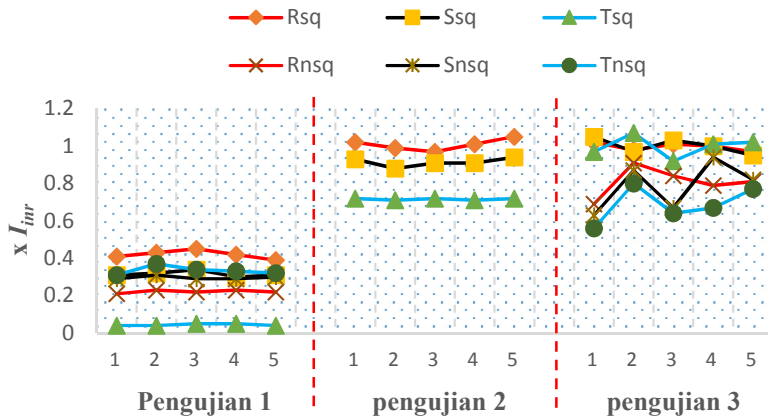 Rsq Ssq Tsq
Rnsq Snsq Tnsq
1.2
1
0.8
0.6
0.4
0.2
0
x Iinr
1 2 3 4 5 1 2 3 4 5 1 2 3 4 5
Pengujian 1 pengujian 2 pengujian 3